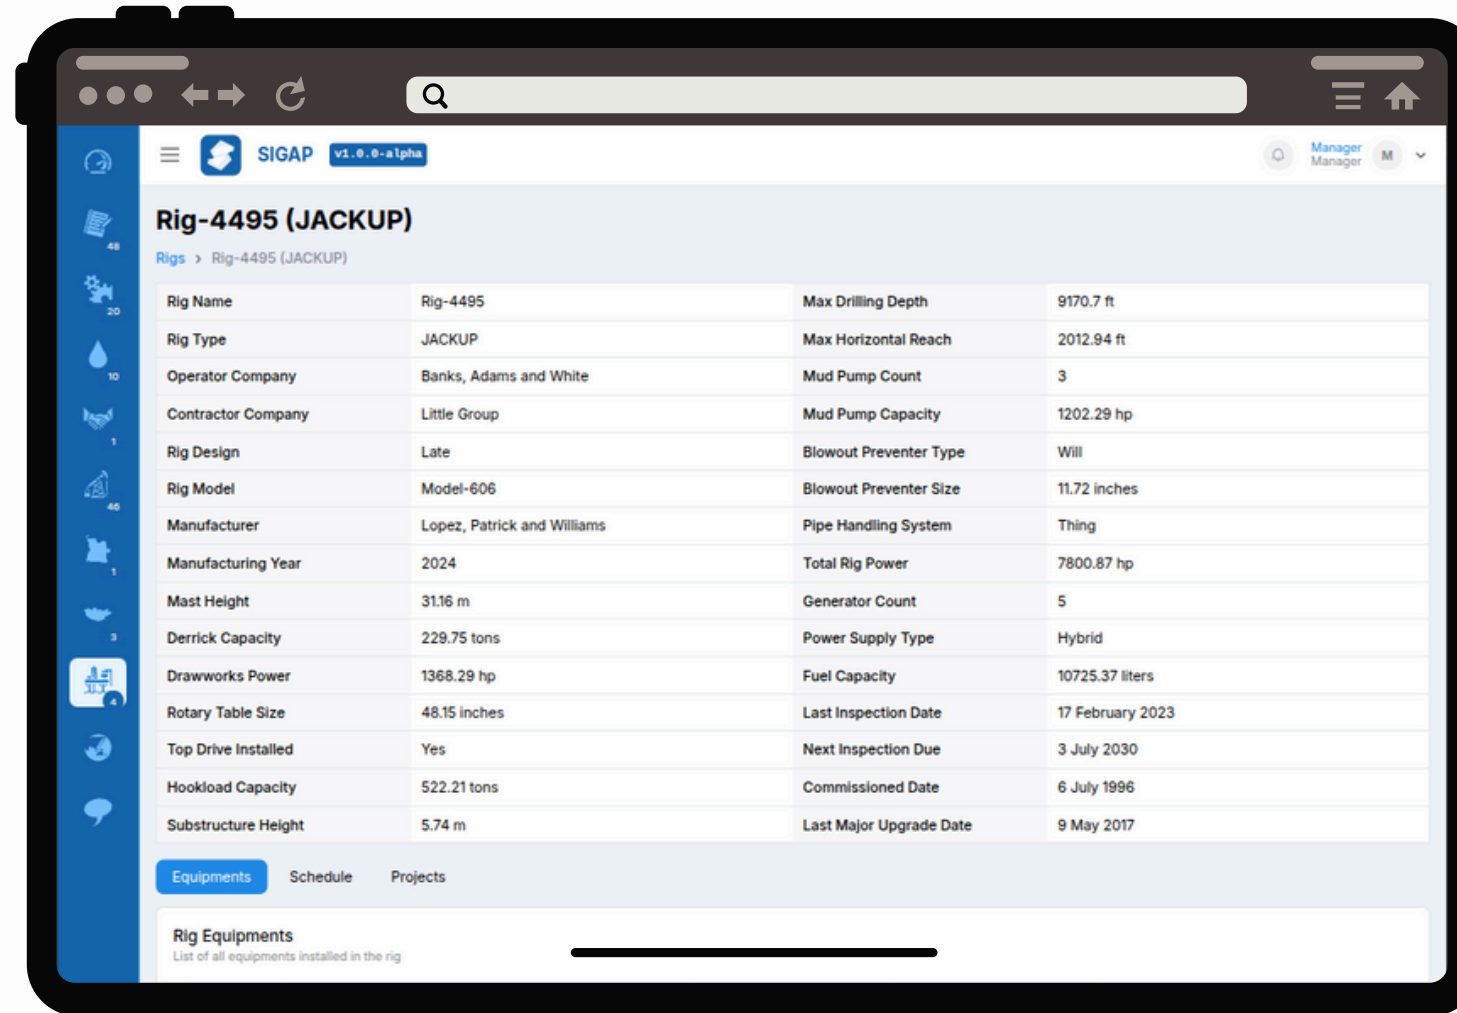 SIGAP v1.0.0-alpha
Manager
Manager
M
48
20
10
1
46
1
3
4
Rig-4495 (JACKUP)
Rigs > Rig-4495 (JACKUP)
Rig Name Rig-4495 Max Drilling Depth 9170.7 ft
Rig Type JACKUP Max Horizontal Reach 2012.94 ft
Operator Company Banks, Adams and White Mud Pump Count 3
Contractor Company Little Group Mud Pump Capacity 1202.29 hp
Rig Design Late Blowout Preventer Type Will
Rig Model Model-606 Blowout Preventer Size 11.72 inches
Manufacturer Lopez, Patrick and Williams Pipe Handling System Thing
Manufacturing Year 2024 Total Rig Power 7800.87 hp
Mast Height 31.16 m Generator Count 5
Derrick Capacity 229.75 tons Power Supply Type Hybrid
Drawworks Power 1368.29 hp Fuel Capacity 10725.37 liters
Rotary Table Size 48.15 inches Last Inspection Date 17 February 2023
Top Drive Installed Yes Next Inspection Due 3 July 2030
Hookload Capacity 522.21 tons Commissioned Date 6 July 1996
Substructure Height 5.74 m Last Major Upgrade Date 9 May 2017
Equipments Schedule Projects
Rig Equipments
List of all equipments installed in the rig